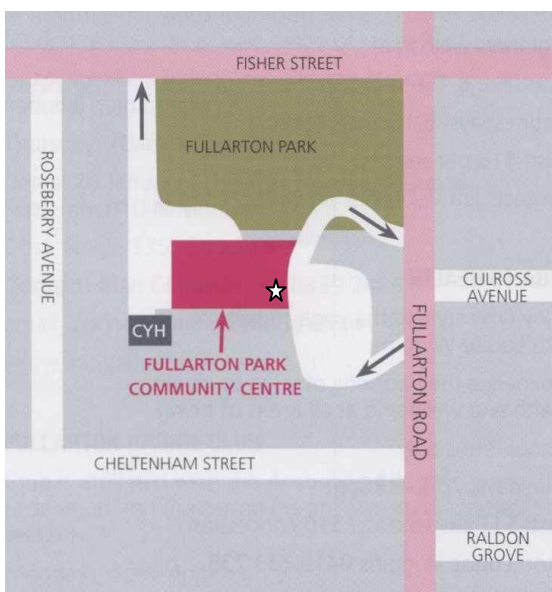 FISHER STREET
FULLARTON PARK
ROSEBERRY AVENUE
CULROSS
AVENUE
FULLARTON ROAD
CYH
FULLARTON PARK
COMMUNITY CENTRE
CHELTENHAM STREET
RALDON
GROVE